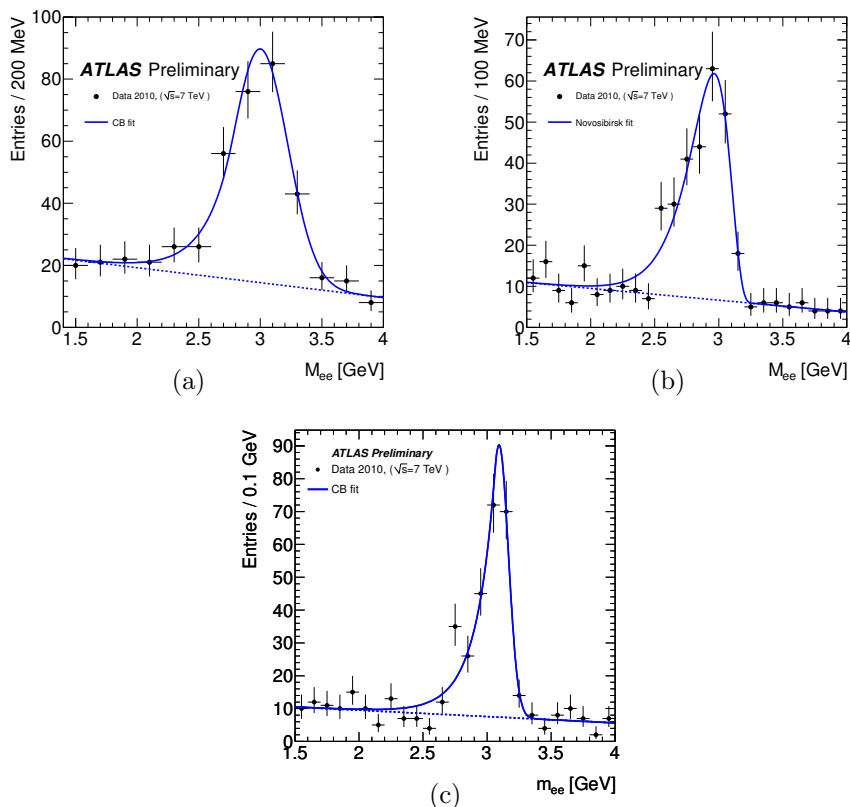 Entries / 200 MeV
100
80
60
40
20
0
ATLAS Preliminary
Data 2010, (√s=7 TeV )
CB fit
1.5 2 2.5 3 3.5 4
M_ee [GeV]
(a)
Entries / 100 MeV
70
60
50
40
30
20
10
0
ATLAS Preliminary
Data 2010, (√s=7 TeV )
Novosibirsk fit
1.5 2 2.5 3 3.5 4
M_ee [GeV]
(b)
Entries / 0.1 GeV
90
80
70
60
50
40
30
20
10
0
ATLAS Preliminary
Data 2010, (√s=7 TeV )
CB fit
1.5 2 2.5 3 3.5 4
m_ee [GeV]
(c)